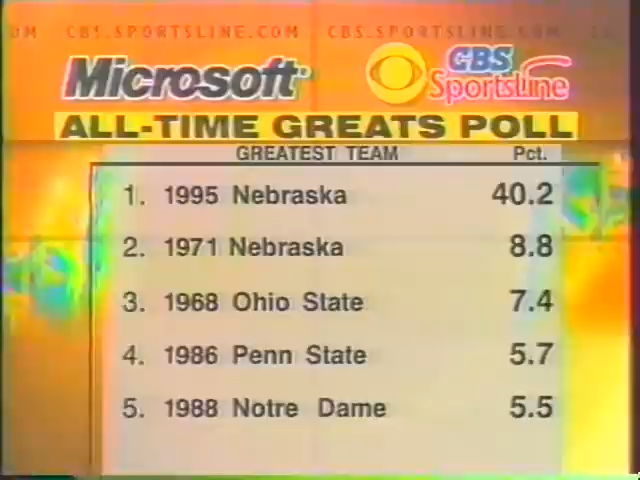 OM CBS.SPORTSLINE.COM CBS.SPORTSLINE.COM
Microsoft
CBS
Sportsline
ALL-TIME GREATS POLL
GREATEST TEAM Pct.
1. 1995 Nebraska 40.2
2. 1971 Nebraska 8.8
3. 1968 Ohio State 7.4
4. 1986 Penn State 5.7
5. 1988 Notre Dame 5.5